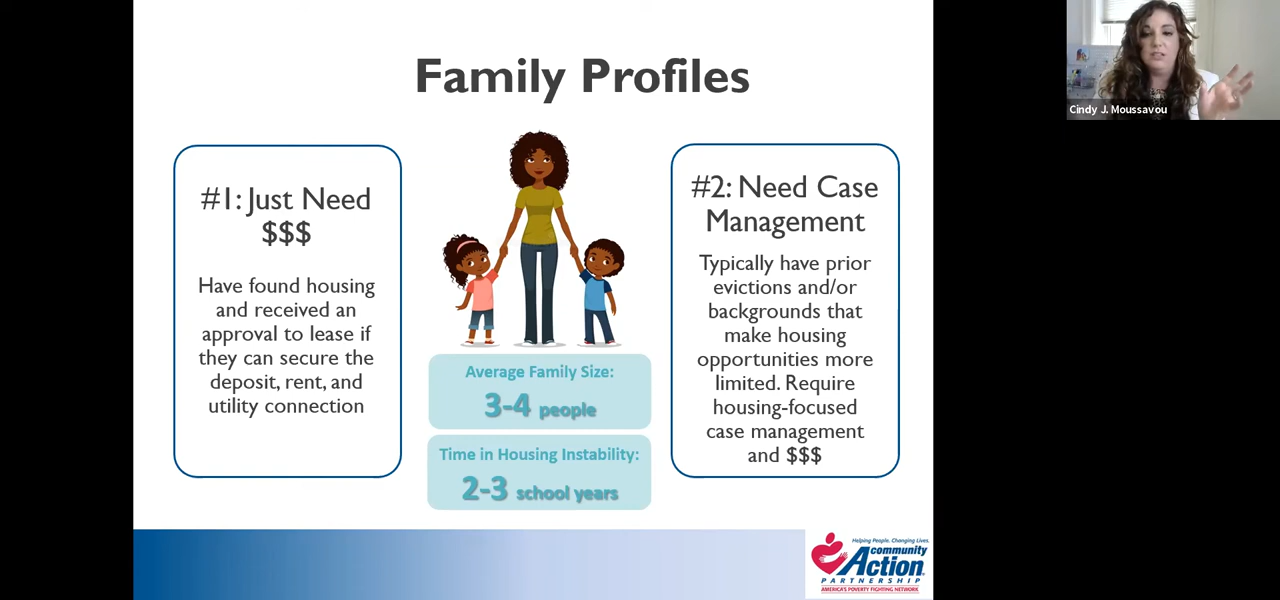 Family Profiles
#1: Just Need
$$$
Have found housing
and received an
approval to lease if
they can secure the
deposit, rent, and
utility connection
Average Family Size:
3-4 people
Time in Housing Instability:
2-3 school years
#2: Need Case
Management
Typically have prior
evictions and/or
backgrounds that
make housing
opportunities more
limited. Require
housing-focused
case management
and $$$
Helping People. Changing Lives.
community
Action
PARTNERSHIP
AMERICA'S POVERTY FIGHTING NETWORK
Cindy J. Moussavou